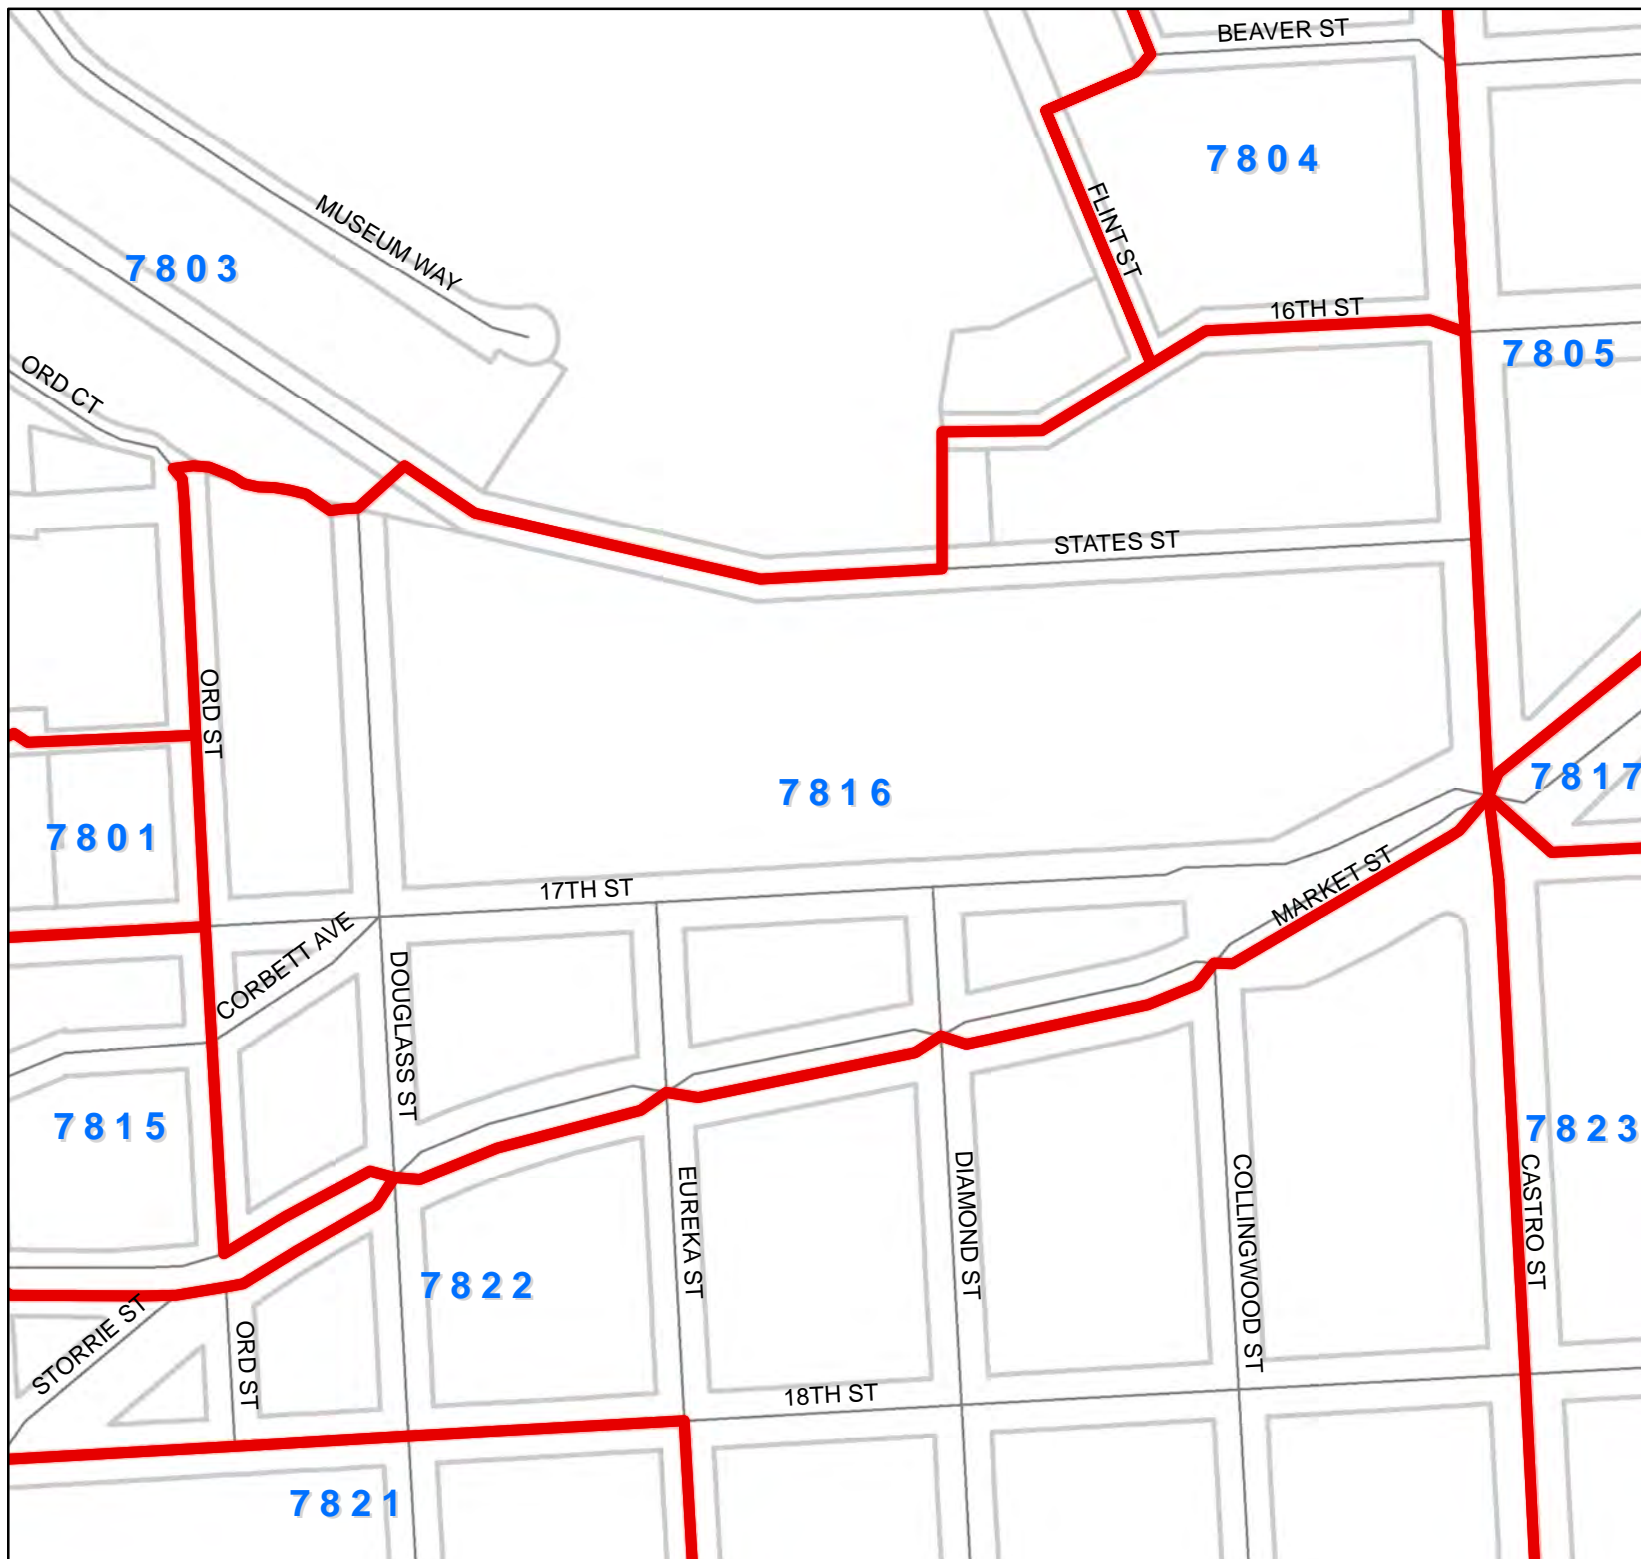 BEAVER ST
7804
MUSEUM WAY
FLINT ST
7803
16TH ST
7805
ORD CT
STATES ST
ORD ST
7817
7816
7801
MARKET ST
17TH ST
CORBETT AVE
DOUGLASS ST
7815
7823
EUREKA ST
DIAMOND ST
COLLINGWOOD ST
CASTRO ST
7822
STORRIE ST
ORD ST
18TH ST
7821